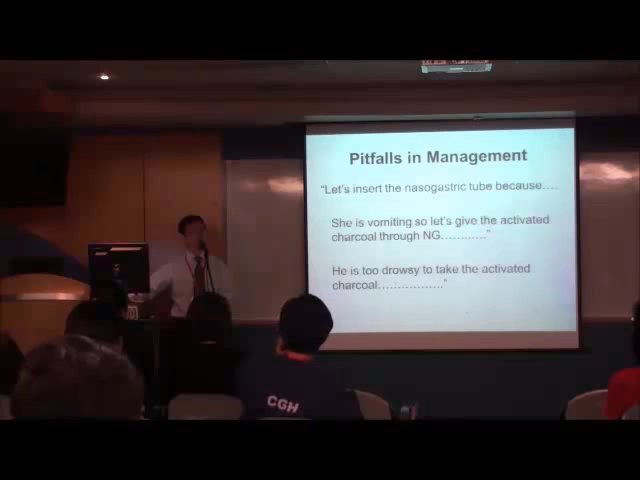 Pitfalls in Management
“Let’s insert the nasogastric tube because….
She is vomiting so let’s give the activated
charcoal through NG…………”
He is too drowsy to take the activated
charcoal………………”
CGH